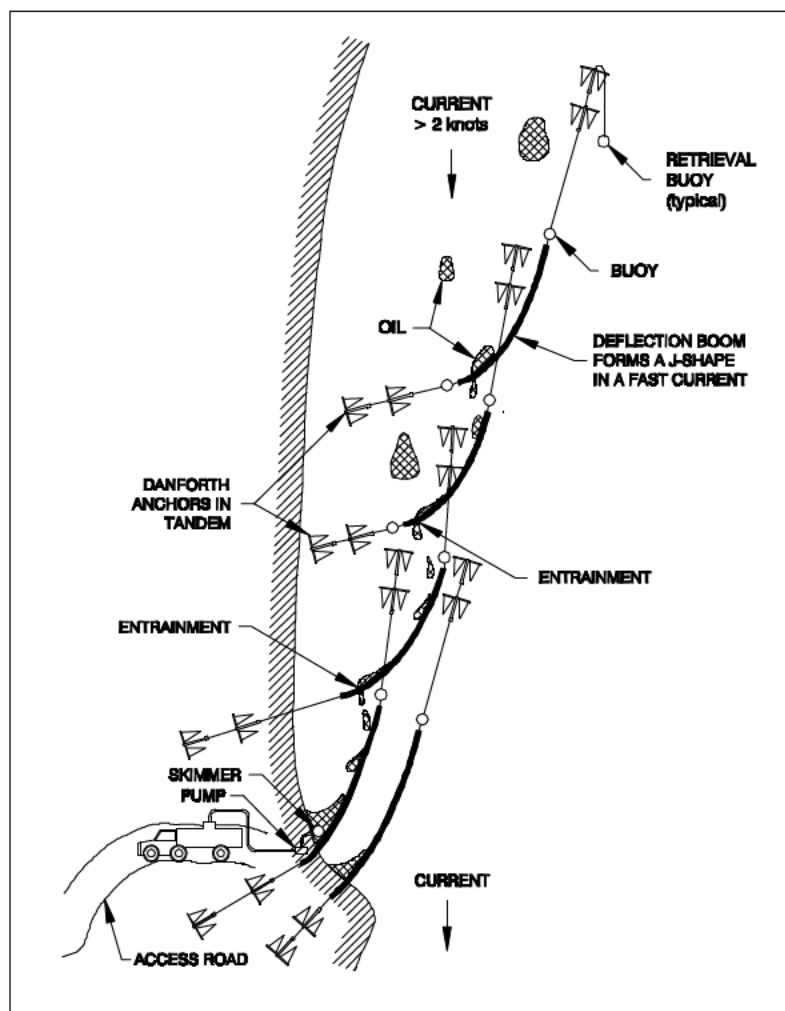 CURRENT
> 2 knots
RETRIEVAL
BUOY
(typical)
BUOY
OIL
DEFLECTION BOOM
FORMS A J-SHAPE
IN A FAST CURRENT
DANFORTH
ANCHORS IN
TANDEM
ENTRAINMENT
ENTRAINMENT
SKIMMER
PUMP
CURRENT
ACCESS ROAD